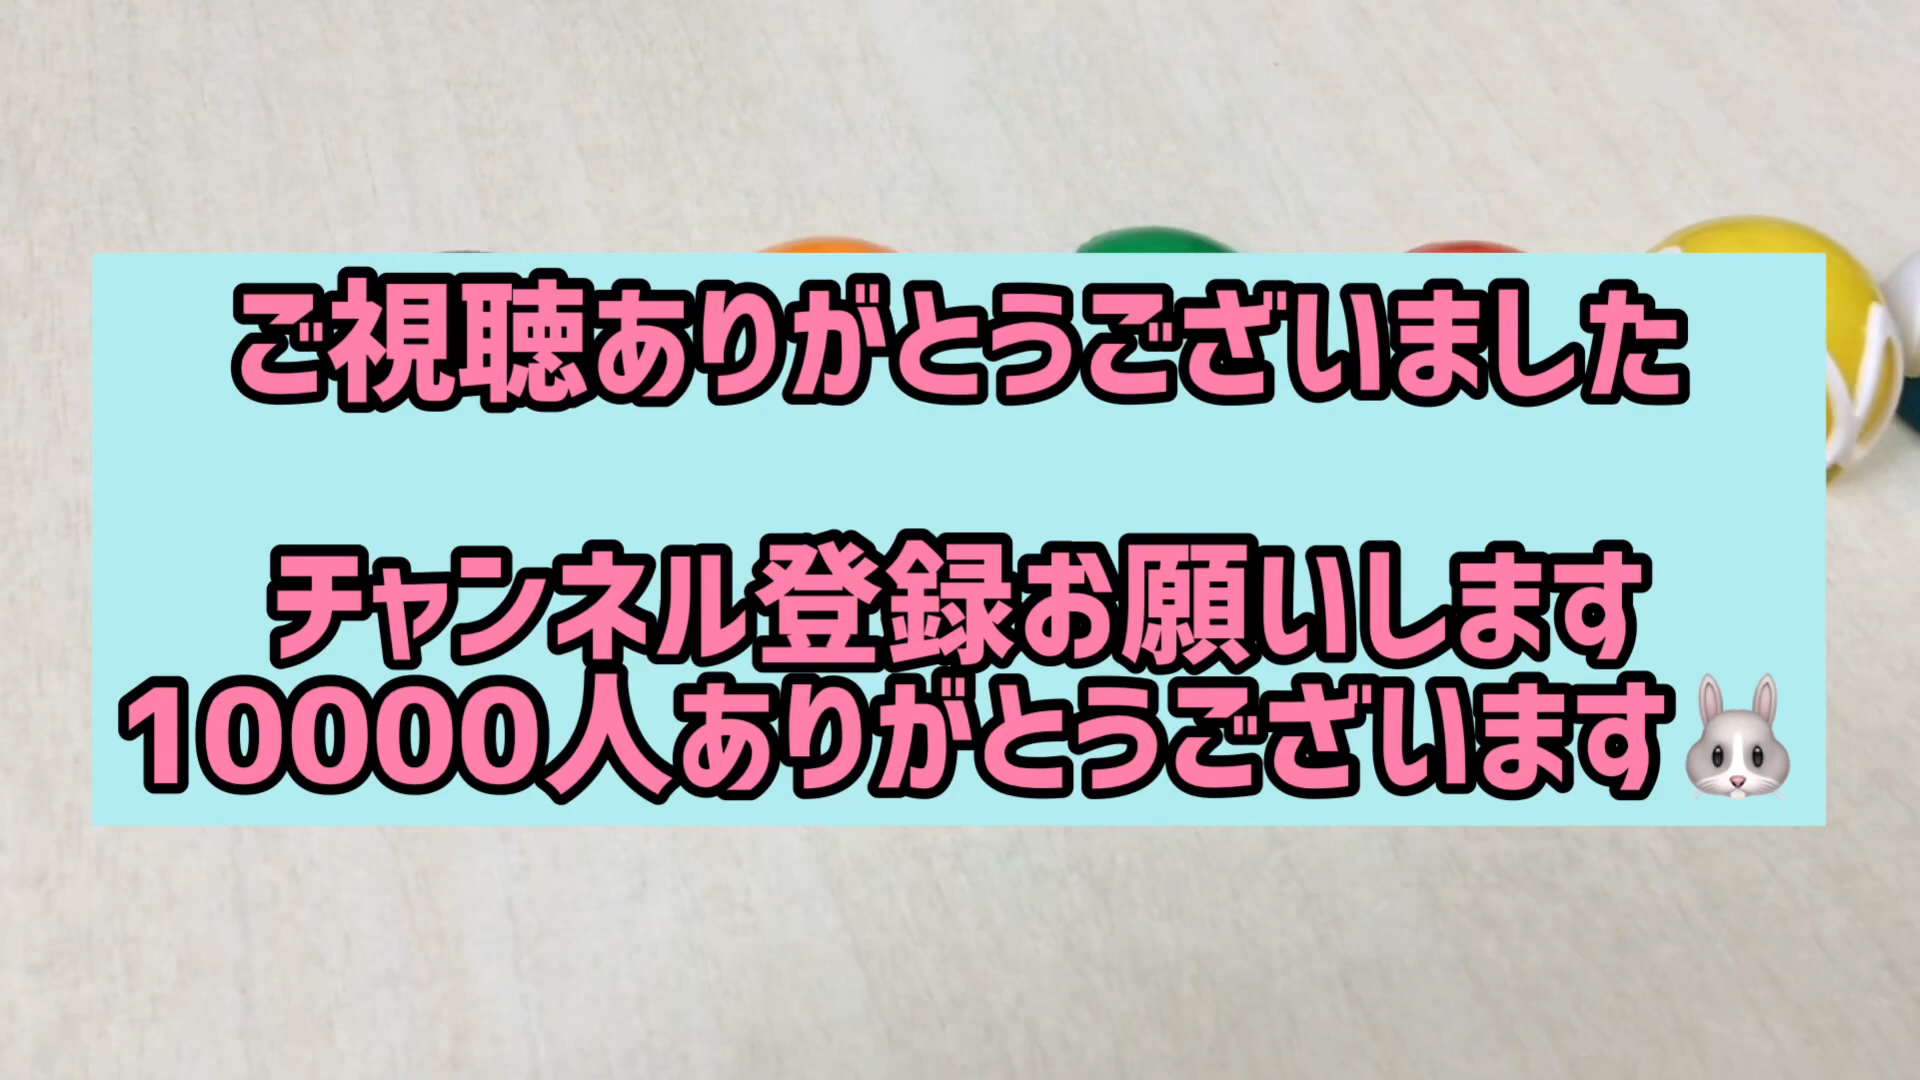 ご視聴ありがとうございました
チャンネル登録お願いします
10000人ありがとうございます🐰